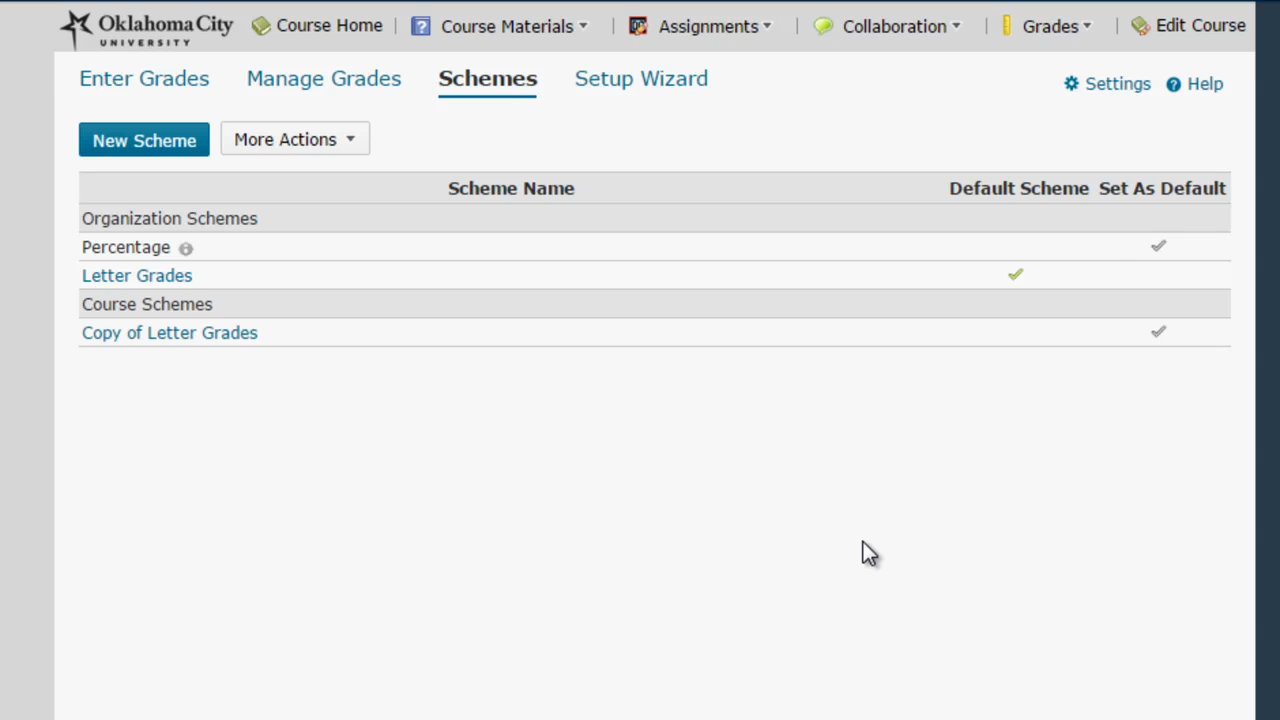 Oklahoma City
UNIVERSITY
Course Home
Course Materials
Assignments
Collaboration
Grades
Edit Course
Enter Grades
Manage Grades
Schemes
Setup Wizard
Settings
Help
New Scheme
More Actions
Scheme Name
Default Scheme
Set As Default
Organization Schemes
Percentage
Letter Grades
Course Schemes
Copy of Letter Grades